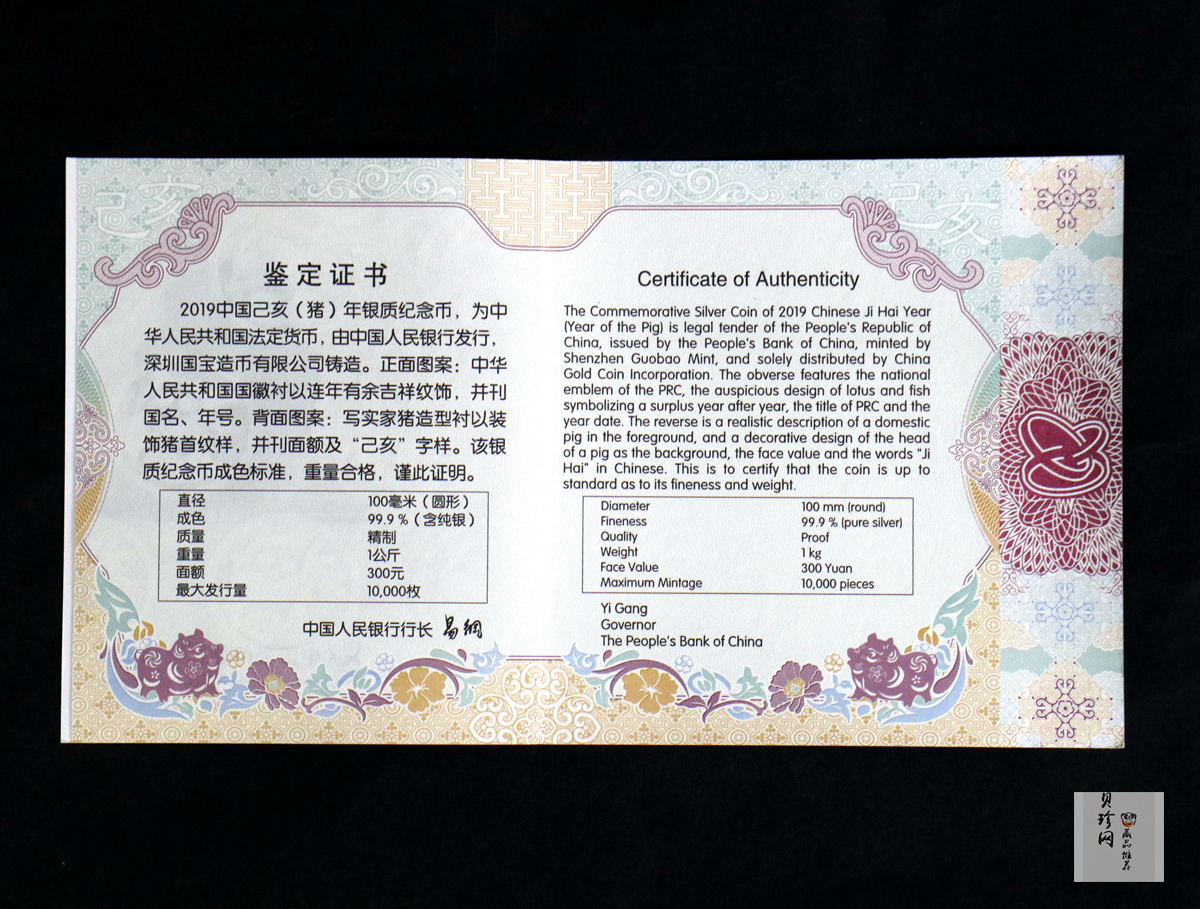 鉴定证书
2019中国己亥（猪）年银质纪念币，为中
华人民共和国法定货币，由中国人民银行发行，
深圳国宝造币有限公司铸造。正面图案：中华
人民共和国国徽衬以连年有余吉祥纹饰，并刊
国名、年号。背面图案：写实家猪造型衬以装
饰猪首纹样，并刊面额及“己亥”字样。该银
质纪念币成色标准，重量合格，谨此证明。
直径 100毫米（圆形）
成色 99.9％（含纯银）
质量 精制
重量 1公斤
面额 300元
最大发行量 10,000枚
中国人民银行行长 易纲
Certificate of Authenticity
The Commemorative Silver Coin of 2019 Chinese Ji Hai Year
(Year of the Pig) is legal tender of the People's Republic of
China, issued by the People's Bank of China, minted by
Shenzhen Guobao Mint, and solely distributed by China
Gold Coin Incorporation. The obverse features the national
emblem of the PRC, the auspicious design of lotus and fish
symbolizing a surplus year after year, the title of PRC and the
year date. The reverse is a realistic description of a domestic
pig in the foreground, and a decorative design of the head
of a pig as the background, the face value and the words "Ji
Hai" in Chinese. This is to certify that the coin is up to
standard as to its fineness and weight.
Diameter 100 mm (round)
Fineness 99.9 % (pure silver)
Quality Proof
Weight 1 kg
Face Value 300 Yuan
Maximum Mintage 10,000 pieces
Yi Gang
Governor
The People's Bank of China
己亥
己亥
贝珍网
藏品推荐